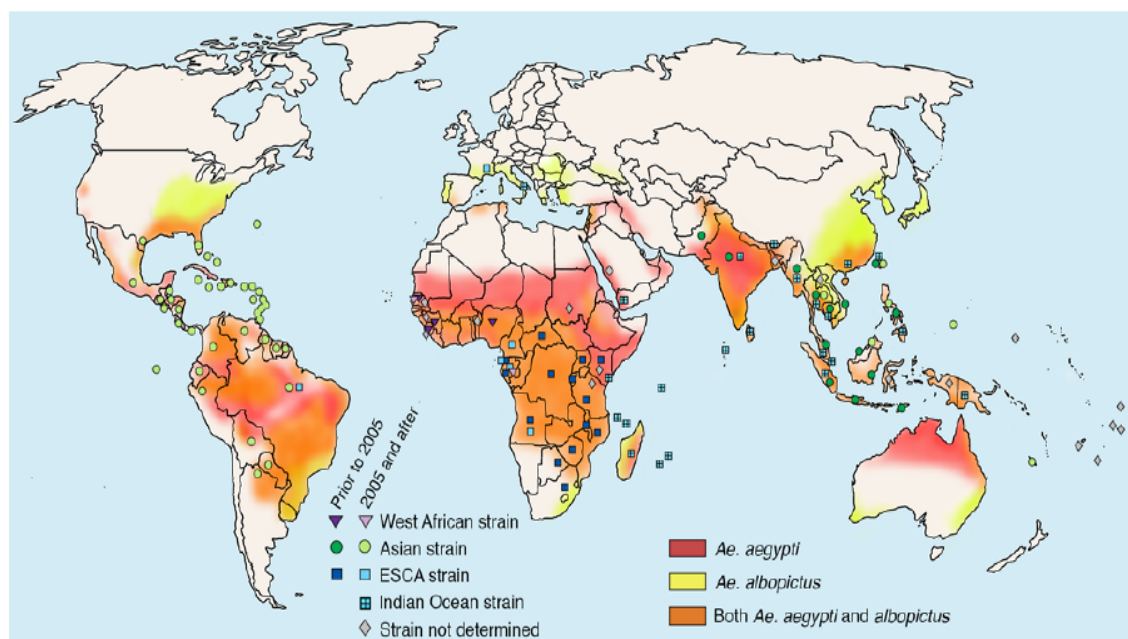 Prior to 2005
2005 and after
West African strain
Asian strain
ESCA strain
Indian Ocean strain
Strain not determined
Ae. aegypti
Ae. albopictus
Both Ae. aegypti and albopictus